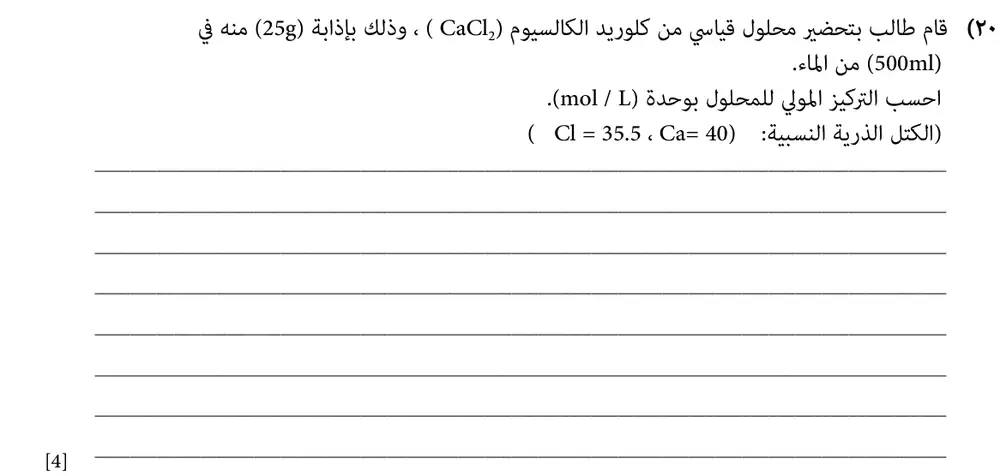 ٢٠) قام طالب بتحضير محلول قياسي من كلوريد الكالسيوم (CaCl₂ ) ، وذلك بإذابة (25g) منه في
(500ml) من الماء.
احسب التركيز المولي للمحلول بوحدة (mol / L).
(الكتل الذرية النسبية: (Cl = 35.5 ، Ca= 40 )
[4]